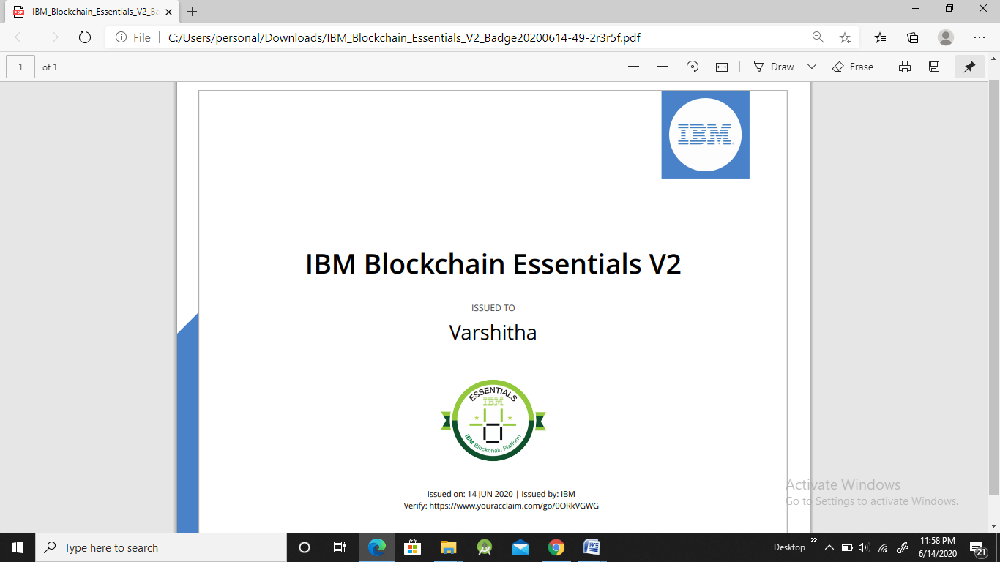 IBM_Blockchain_Essentials_V2_Ba
File
C:/Users/personal/Downloads/IBM_Blockchain_Essentials_V2_Badge20200614-49-2r3r5f.pdf
1 of 1
Draw
Erase
IBM
IBM Blockchain Essentials V2
ISSUED TO
Varshitha
ESSENTIALS
IBM
IBM Blockchain Platform
Issued on: 14 JUN 2020 | Issued by: IBM
Verify: https://www.youracclaim.com/go/0ORkVGWG
Activate Windows
Go to Settings to activate Windows.
Type here to search
Desktop
11:58 PM
6/14/2020
21